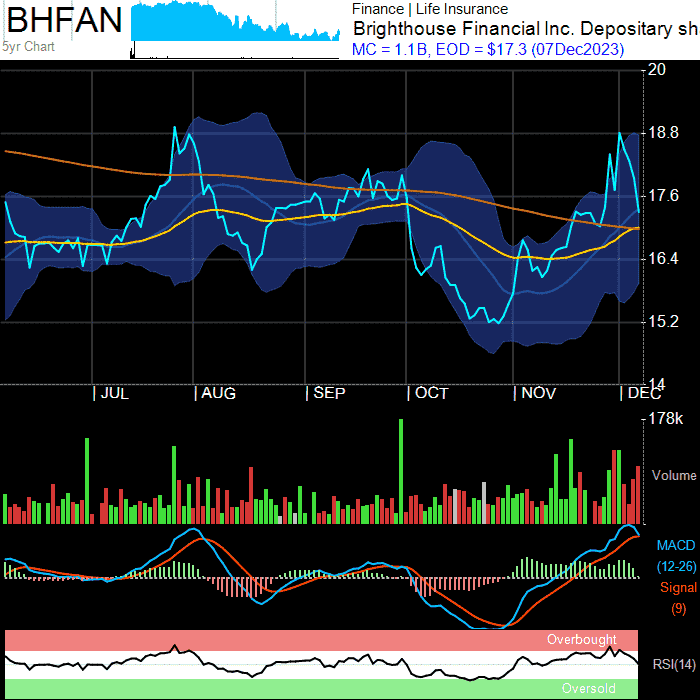 BHFAN
5yr Chart
Finance | Life Insurance
Brighthouse Financial Inc. Depositary sh
MC = 1.1B, EOD = $17.3 (07Dec2023)
20
18.8
17.6
16.4
15.2
14
JUL AUG SEP OCT NOV DEC
178k
Volume
MACD
(12-26)
Signal
(9)
Overbought
RSI(14)
Oversold